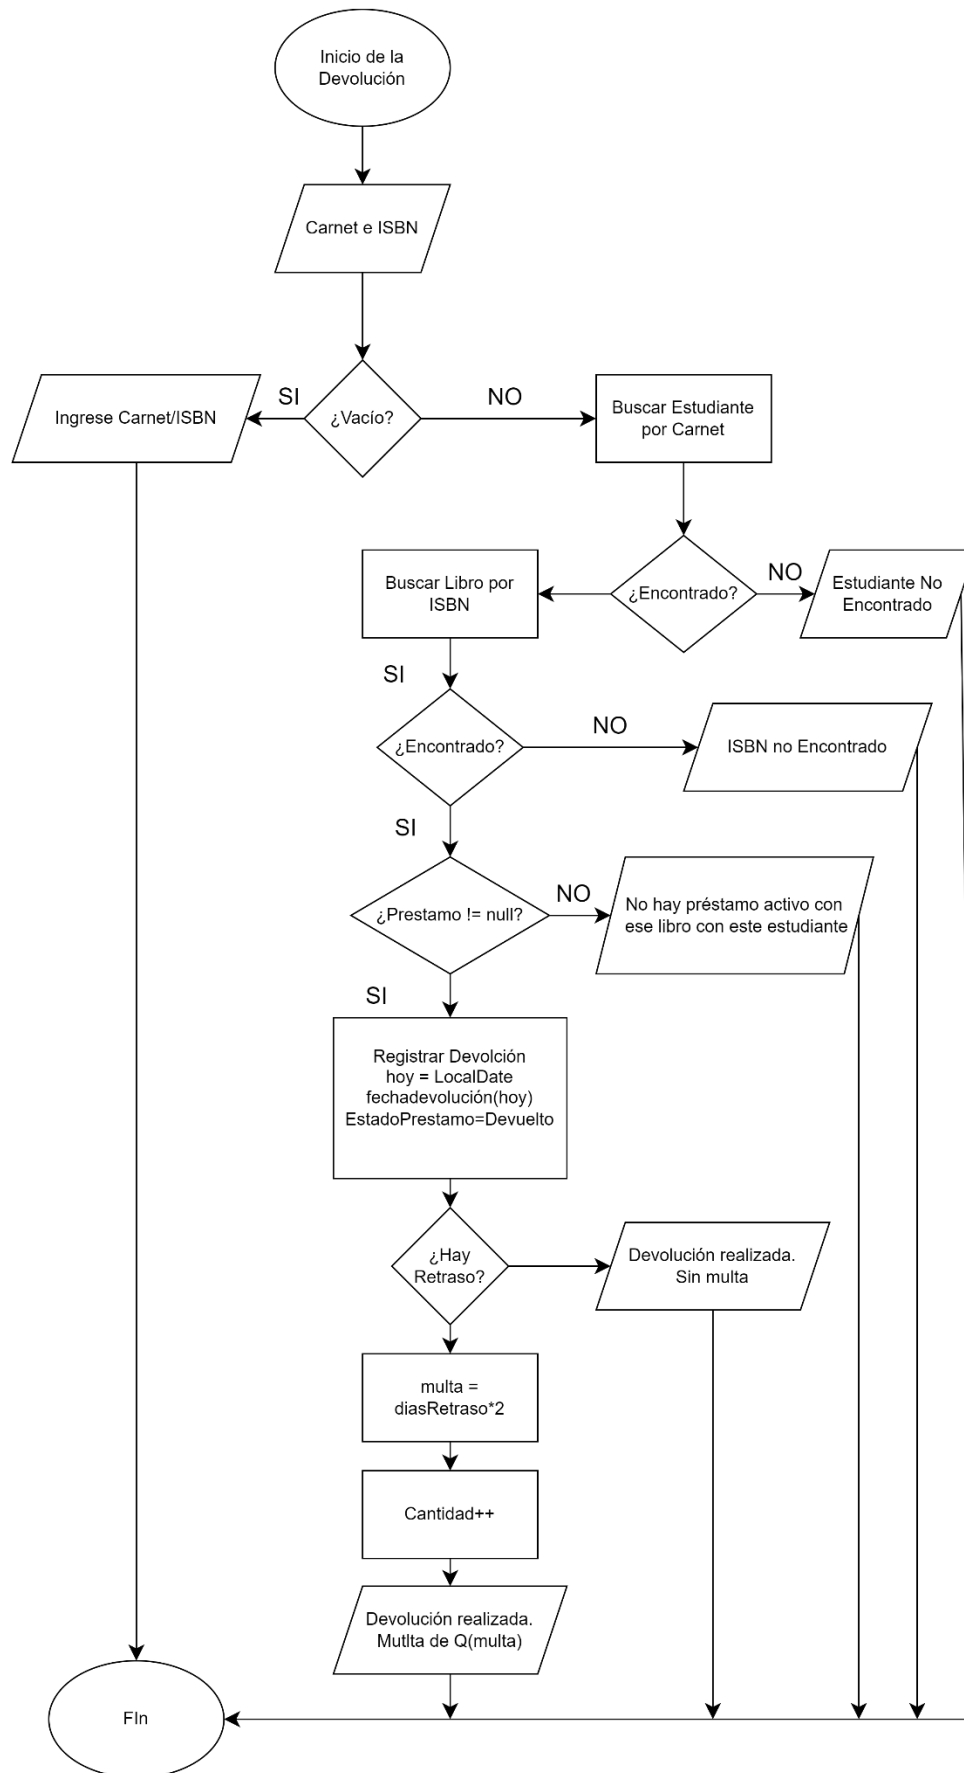 Inicio de la
Devolución
Carnet e ISBN
SI
NO
Ingrese Carnet/ISBN
¿Vacío?
Buscar Estudiante
por Carnet
Buscar Libro por
ISBN
¿Encontrado?
NO
Estudiante No
Encontrado
SI
¿Encontrado?
NO
ISBN no Encontrado
SI
¿Prestamo != null?
NO
No hay préstamo activo con
ese libro con este estudiante
SI
Registrar Devolción
hoy = LocalDate
fechadevolución(hoy)
EstadoPrestamo=Devuelto
¿Hay
Retraso?
Devolución realizada.
Sin multa
multa =
diasRetraso*2
Cantidad++
Devolución realizada.
Mutlta de Q(multa)
FIn